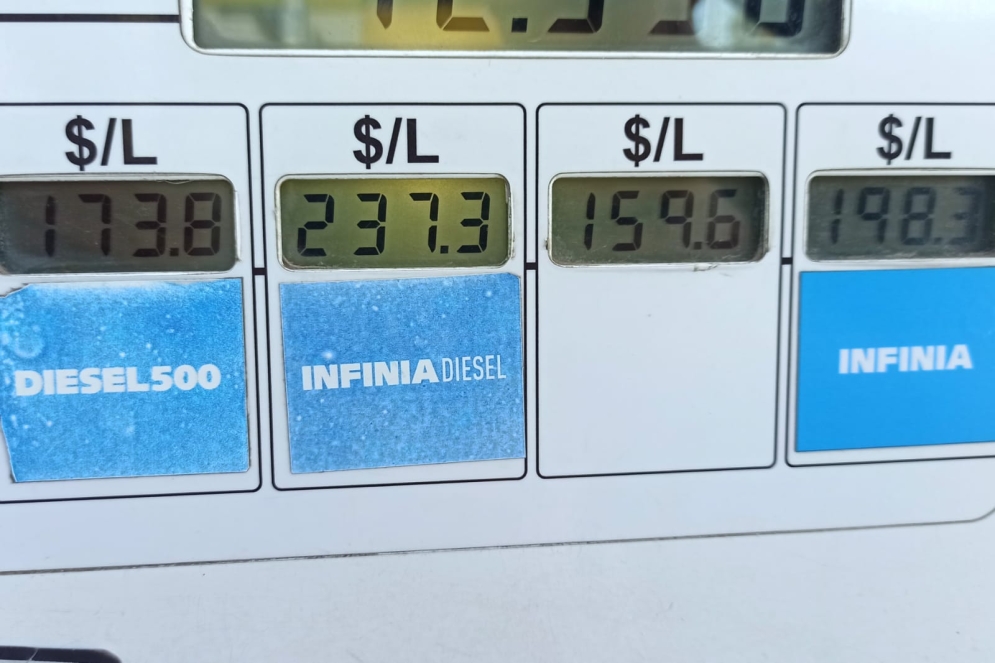 $/L
$/L
$/L
$/L
173.8
237.3
159.6
198.3
DIESEL500
INFINIA DIESEL
INFINIA